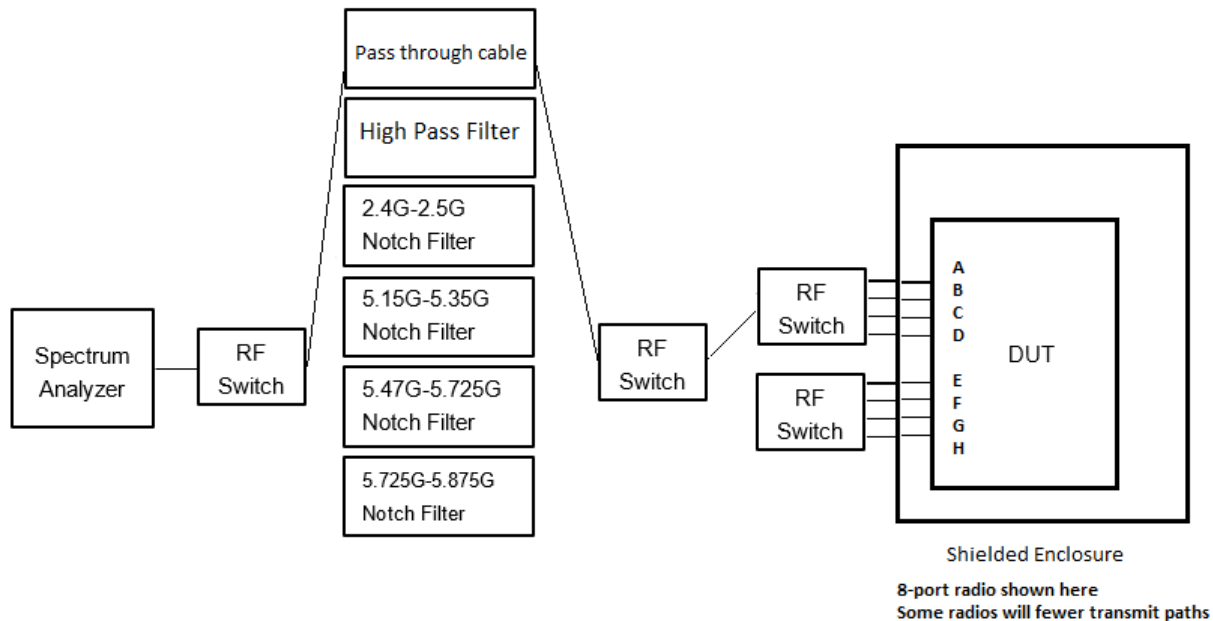 Pass through cable
High Pass Filter
2.4G-2.5G
Notch Filter
5.15G-5.35G
Notch Filter
5.47G-5.725G
Notch Filter
5.725G-5.875G
Notch Filter
Spectrum
Analyzer
RF
Switch
RF
Switch
RF
Switch
RF
Switch
A
B
C
D
E
F
G
H
DUT
Shielded Enclosure
8-port radio shown here
Some radios will fewer transmit paths